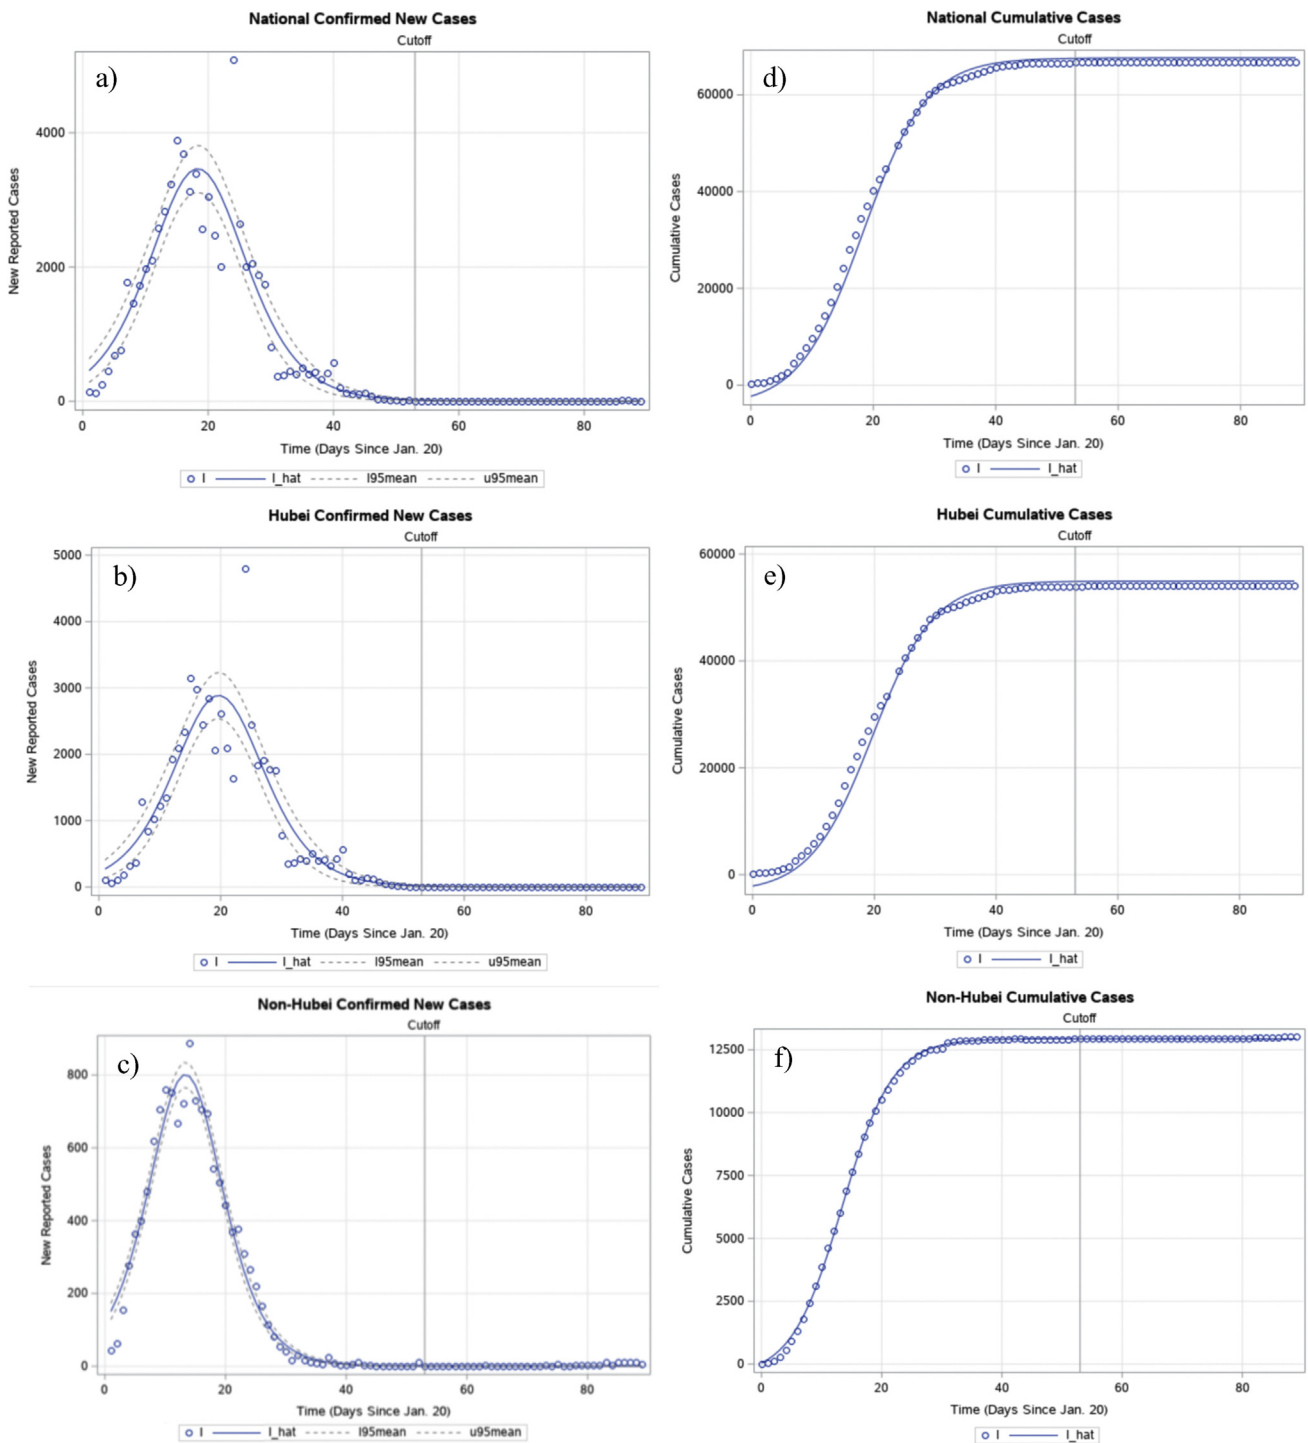 National Confirmed New Cases
Cutoff
a)
New Reported Cases
4000
2000
0
0 20 40 60 80
Time (Days Since Jan. 20)
I I_hat l95mean u95mean
National Cumulative Cases
Cutoff
d)
Cumulative Cases
60000
40000
20000
0
0 20 40 60 80
Time (Days Since Jan. 20)
I I_hat
Hubei Confirmed New Cases
Cutoff
b)
New Reported Cases
5000
4000
3000
2000
1000
0
0 20 40 60 80
Time (Days Since Jan. 20)
I I_hat l95mean u95mean
Hubei Cumulative Cases
Cutoff
e)
Cumulative Cases
60000
40000
20000
0
0 20 40 60 80
Time (Days Since Jan. 20)
I I_hat
Non-Hubei Confirmed New Cases
Cutoff
c)
New Reported Cases
800
600
400
200
0
0 20 40 60 80
Time (Days Since Jan. 20)
I I_hat l95mean u95mean
Non-Hubei Cumulative Cases
Cutoff
f)
Cumulative Cases
12500
10000
7500
5000
2500
0
0 20 40 60 80
Time (Days Since Jan. 20)
I I_hat